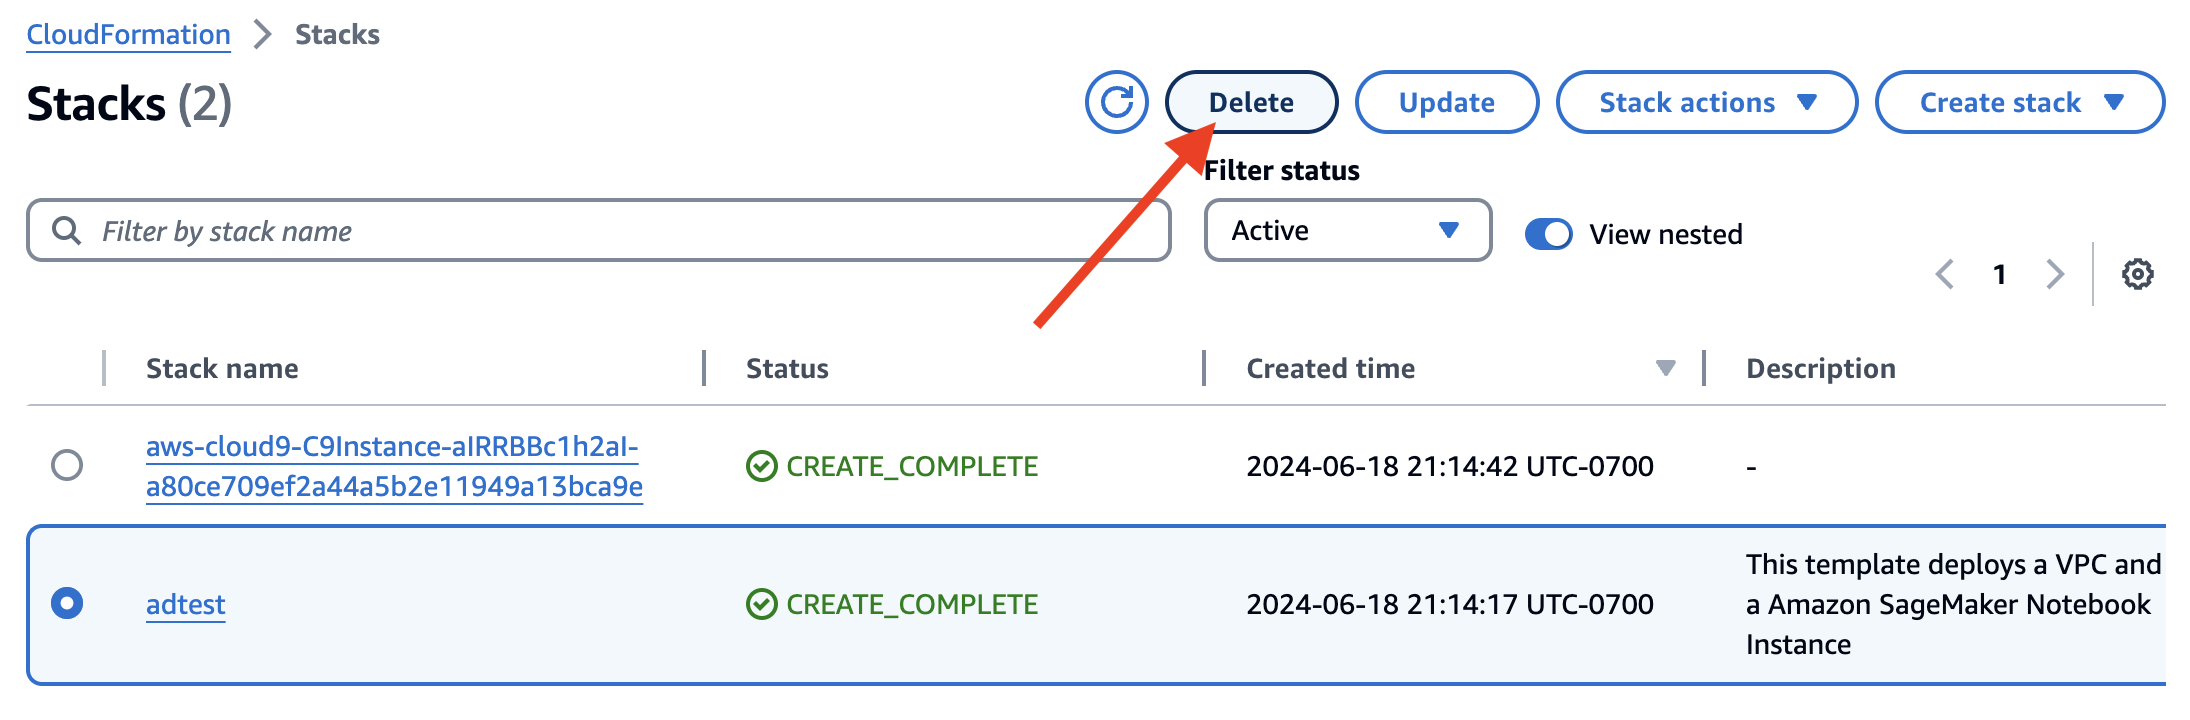 CloudFormation > Stacks
Stacks (2)
Delete
Update
Stack actions
Create stack
Filter by stack name
Filter status
Active
View nested
1
Stack name
Status
Created time
Description
aws-cloud9-C9Instance-aIRRBBc1h2aI-
a80ce709ef2a44a5b2e11949a13bca9e
CREATE_COMPLETE
2024-06-18 21:14:42 UTC-0700
-
adtest
CREATE_COMPLETE
2024-06-18 21:14:17 UTC-0700
This template deploys a VPC and
a Amazon SageMaker Notebook
Instance